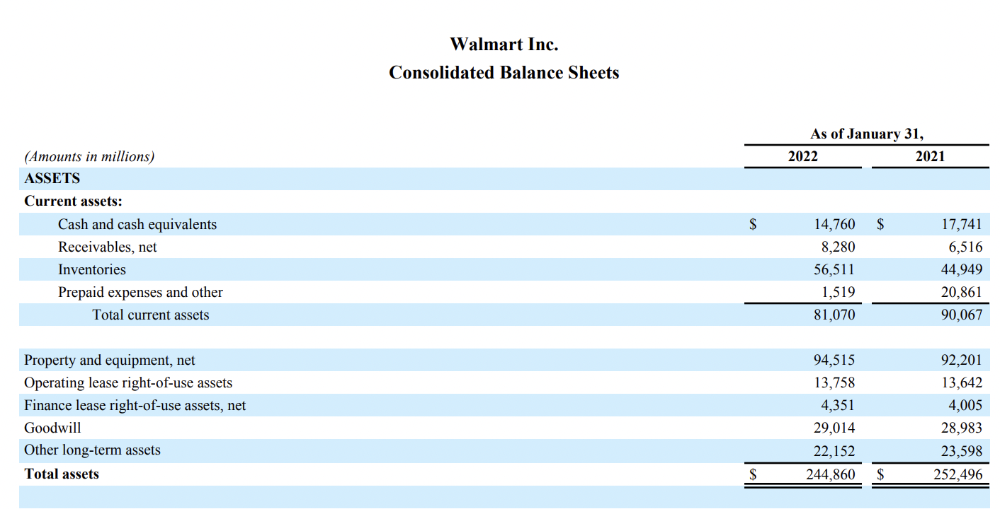 Walmart Inc.
Consolidated Balance Sheets
As of January 31,
(Amounts in millions) 2022 2021
ASSETS
Current assets:
Cash and cash equivalents $ 14,760 $ 17,741
Receivables, net 8,280 6,516
Inventories 56,511 44,949
Prepaid expenses and other 1,519 20,861
Total current assets 81,070 90,067
Property and equipment, net 94,515 92,201
Operating lease right-of-use assets 13,758 13,642
Finance lease right-of-use assets, net 4,351 4,005
Goodwill 29,014 28,983
Other long-term assets 22,152 23,598
Total assets $ 244,860 $ 252,496